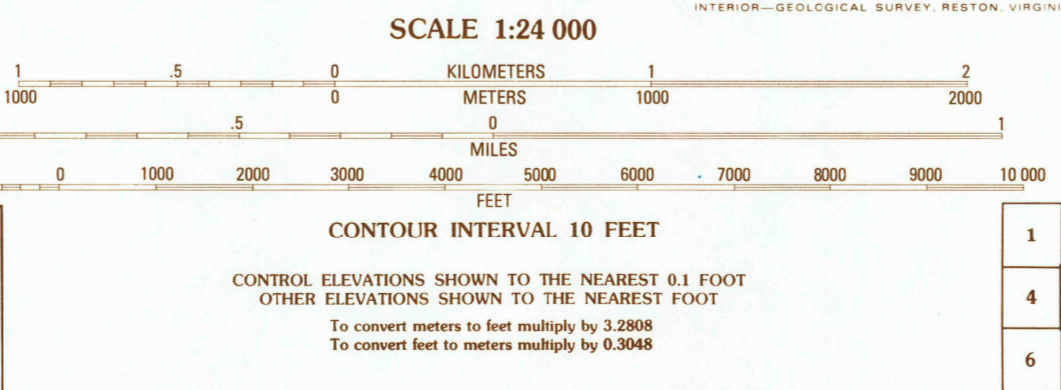 INTERIOR—GEOLOGICAL SURVEY, RESTON, VIRGINI
SCALE 1:24 000
1 .5 0 KILOMETERS 1 2
1000 0 METERS 1000 2000
.5 0 1
MILES
0 1000 2000 3000 4000 5000 6000 7000 8000 9000 10 000
FEET
CONTOUR INTERVAL 10 FEET
CONTROL ELEVATIONS SHOWN TO THE NEAREST 0.1 FOOT
OTHER ELEVATIONS SHOWN TO THE NEAREST FOOT
To convert meters to feet multiply by 3.2808
To convert feet to meters multiply by 0.3048
1
4
6